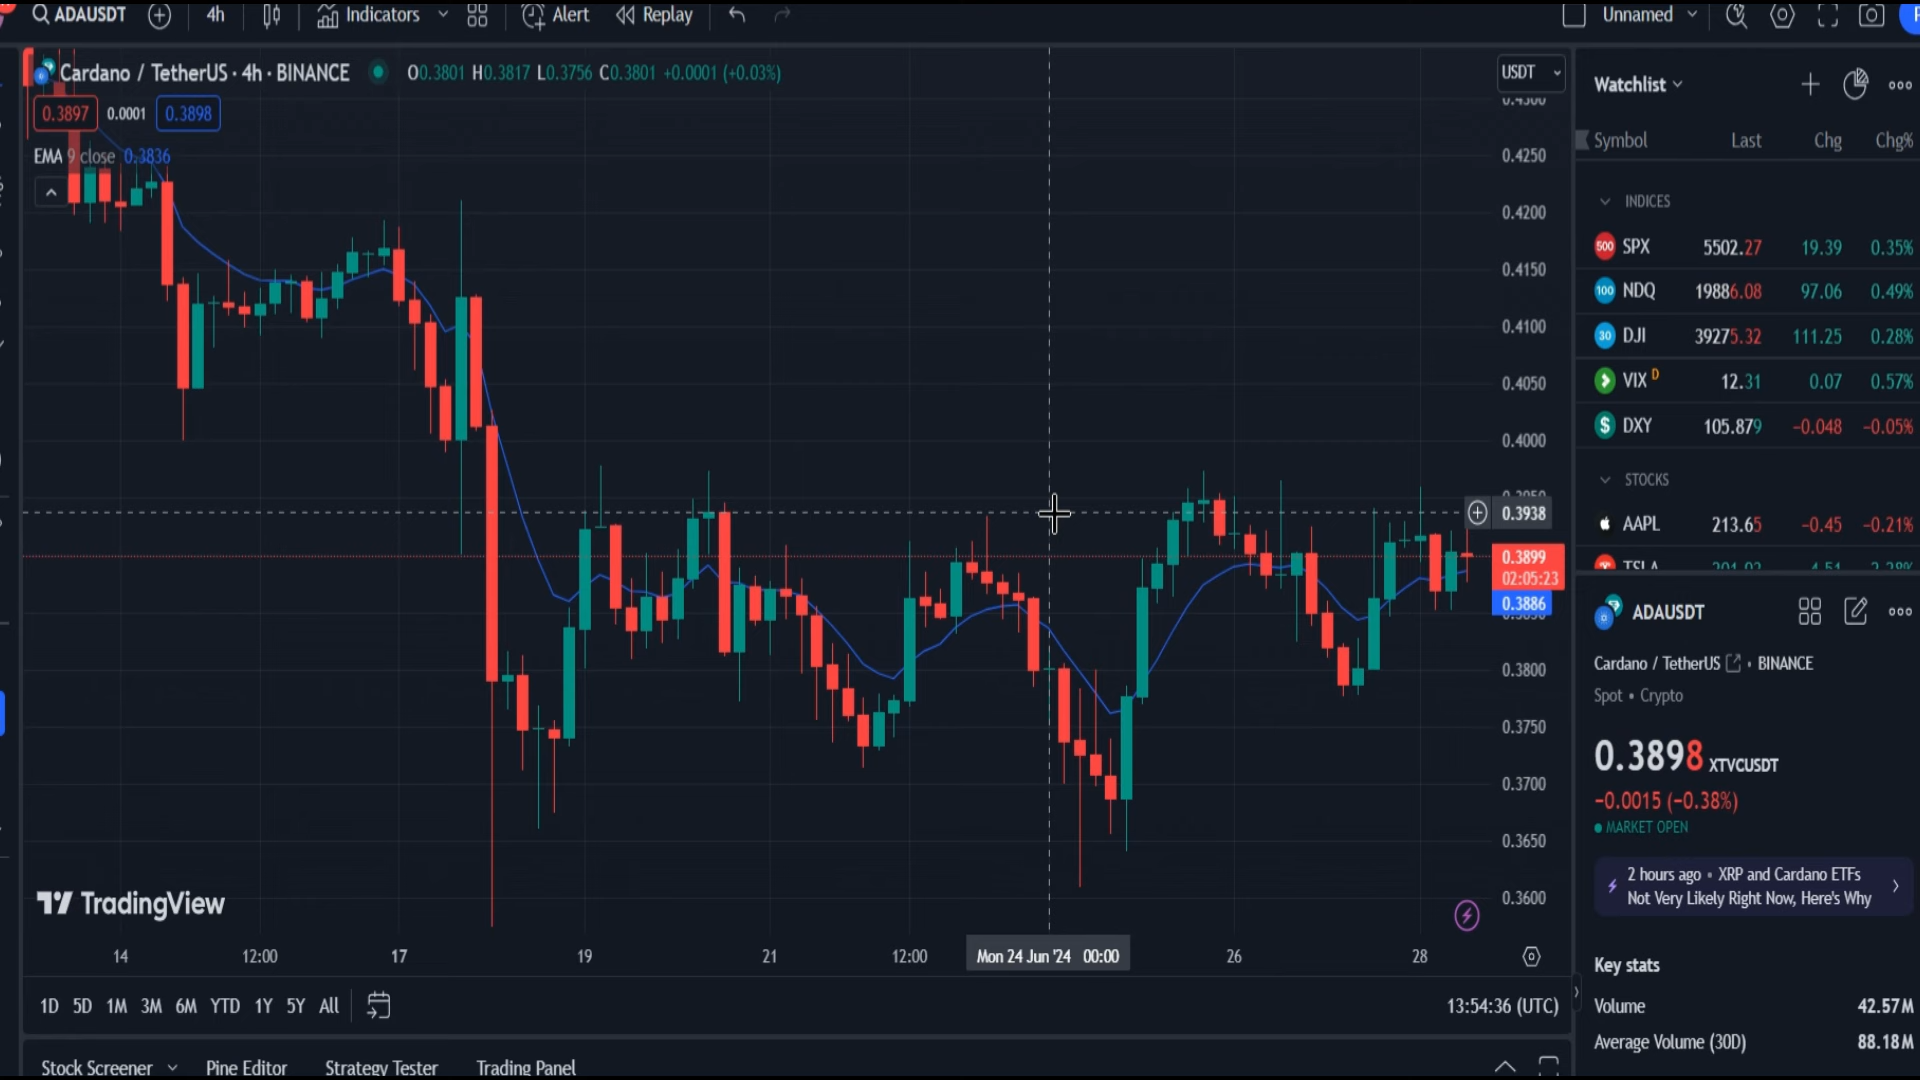 ADAUSDT 4h Indicators Alert Replay Unnamed
Cardano / TetherUS · 4h · BINANCE O0.3801 H0.3817 L0.3756 C0.3801 +0.0001 (+0.03%)
0.3897 0.0001 0.3898
EMA 9 close 0.3836
USDT
0.4300
0.4250
0.4200
0.4150
0.4100
0.4050
0.4000
0.3938
0.3899
02:05:23
0.3886
0.3800
0.3750
0.3700
0.3650
0.3600
TradingView
14 12:00 17 19 21 12:00 Mon 24 Jun '24 00:00 26 28
1D 5D 1M 3M 6M YTD 1Y 5Y All 13:54:36 (UTC)
Stock Screener Pine Editor Strategy Tester Trading Panel
Watchlist
Symbol Last Chg Chg%
INDICES
500 SPX 5502.27 19.39 0.35%
100 NDQ 19886.08 97.06 0.49%
30 DJI 39275.32 111.25 0.28%
VIX D 12.31 0.07 0.57%
$ DXY 105.879 −0.048 −0.05%
STOCKS
AAPL 213.65 −0.45 −0.21%
TSLA
ADAUSDT
Cardano / TetherUS • BINANCE
Spot • Crypto
0.3898 XTVCUSDT
−0.0015 (−0.38%)
MARKET OPEN
2 hours ago • XRP and Cardano ETFs
Not Very Likely Right Now, Here's Why
Key stats
Volume 42.57M
Average Volume (30D) 88.18M